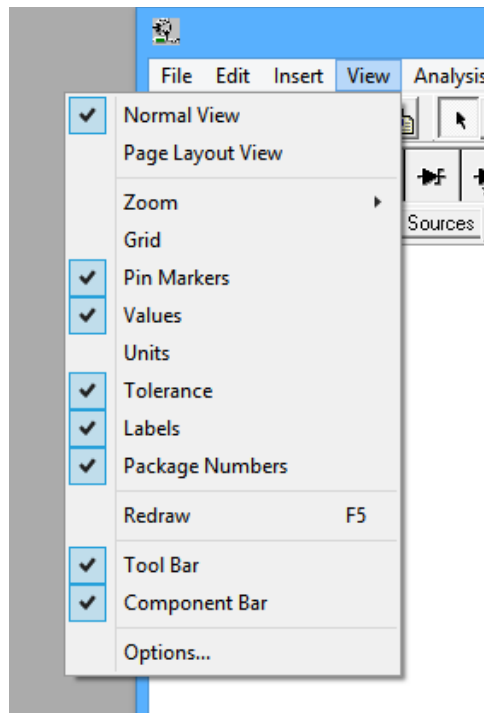 File Edit Insert View Analysis
Normal View
Page Layout View
Zoom
Sources
Grid
Pin Markers
Values
Units
Tolerance
Labels
Package Numbers
Redraw F5
Tool Bar
Component Bar
Options...